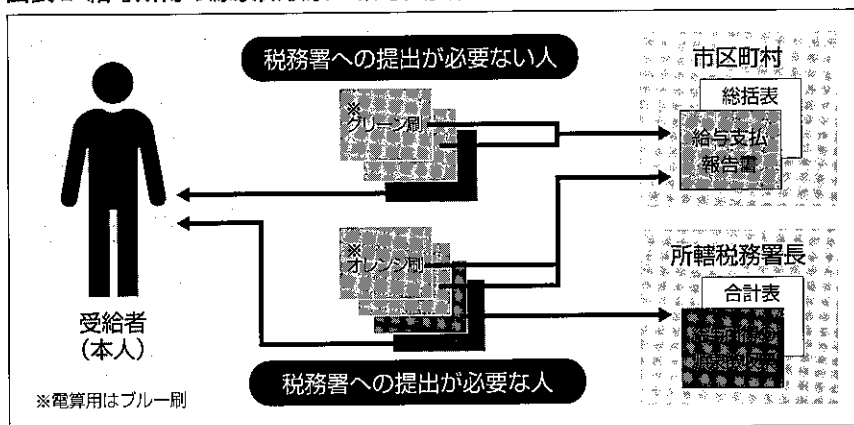 税務署への提出が必要ない人
市区町村
総括表
給与支払
報告書
※
グリーン刷
※
オレンジ刷
所轄税務署長
合計表
受給者
(本人)
税務署への提出が必要な人
※電算用はブルー刷